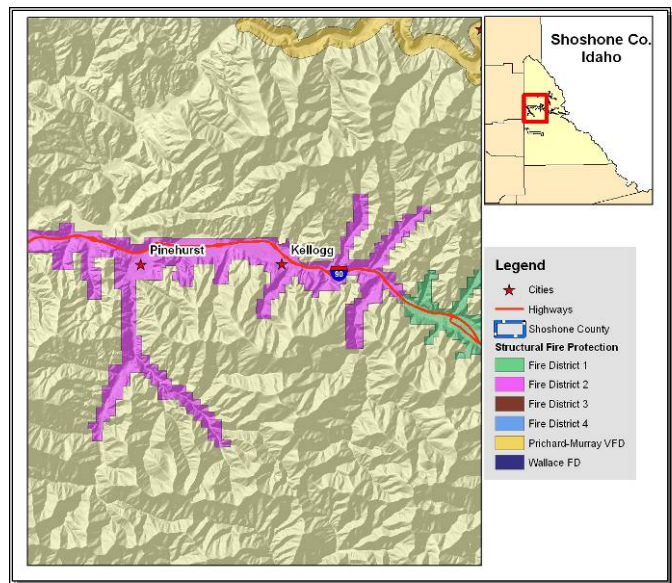 Shoshone Co.
Idaho
Pinehurst
Kellogg
90
Legend
Cities
Highways
Shoshone County
Structural Fire Protection
Fire District 1
Fire District 2
Fire District 3
Fire District 4
Prichard-Murray VFD
Wallace FD